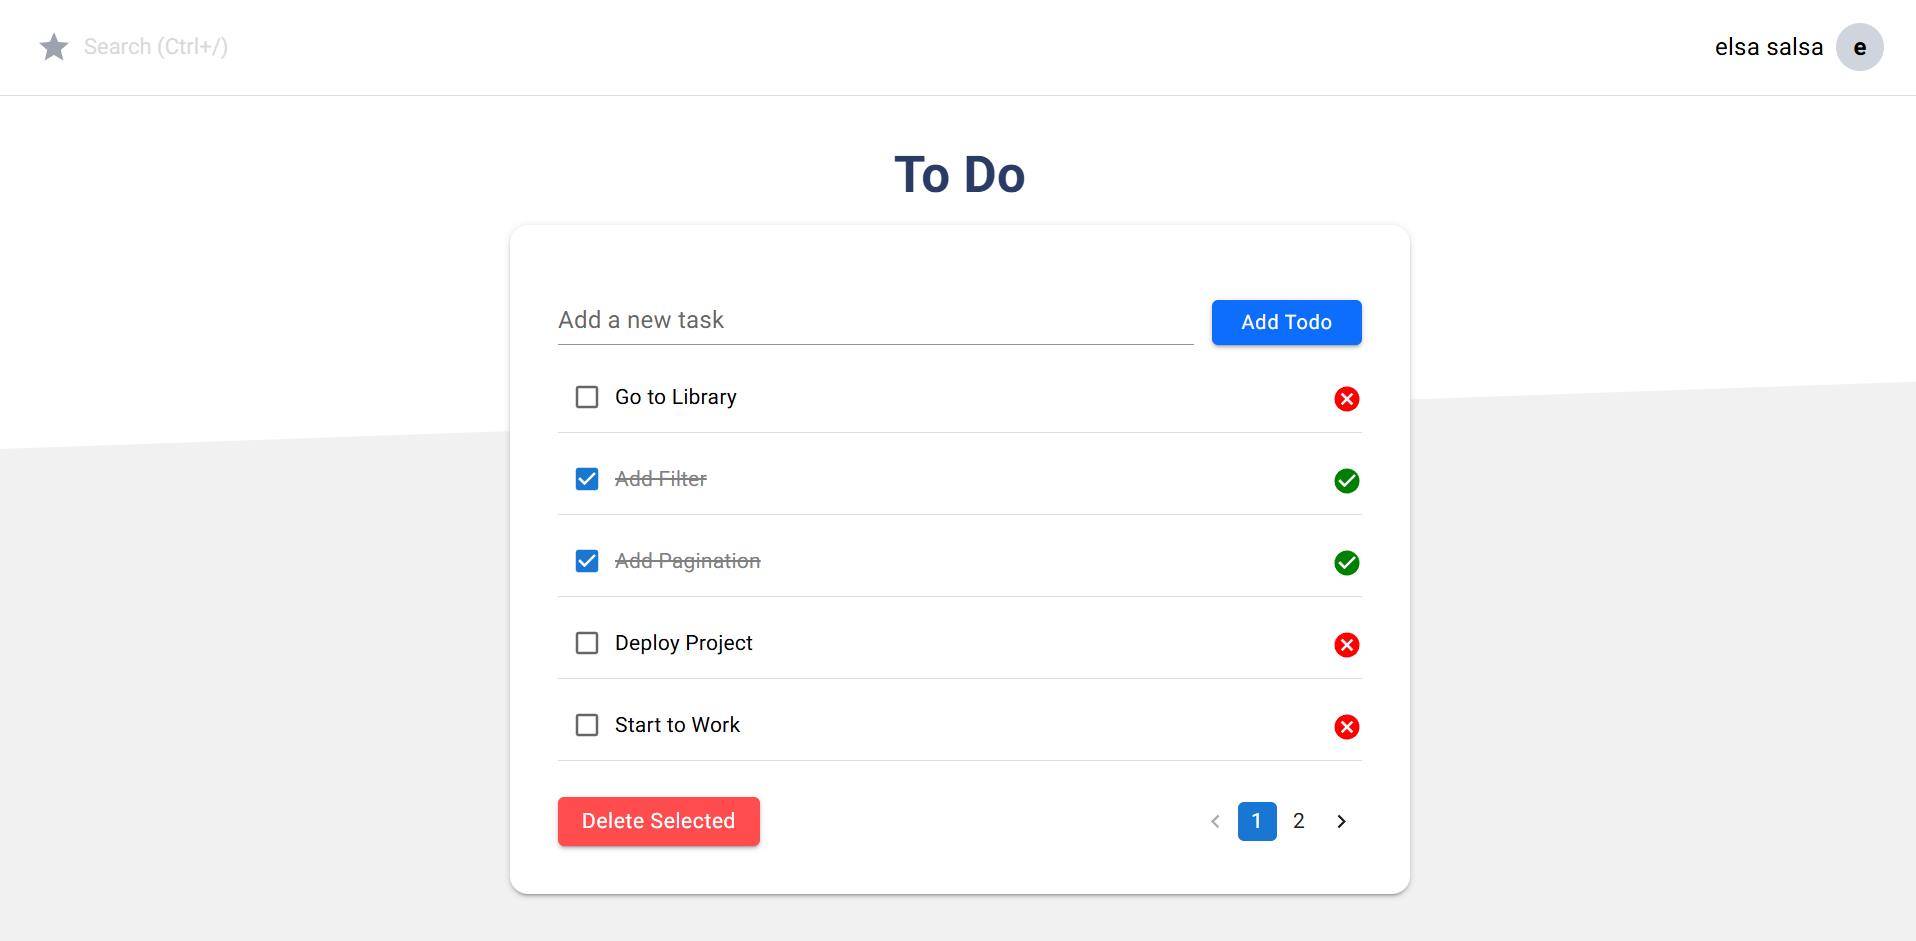 Search (Ctrl+/)
elsa salsa e
To Do
Add a new task
Add Todo
Go to Library
Add Filter
Add Pagination
Deploy Project
Start to Work
Delete Selected
1 2